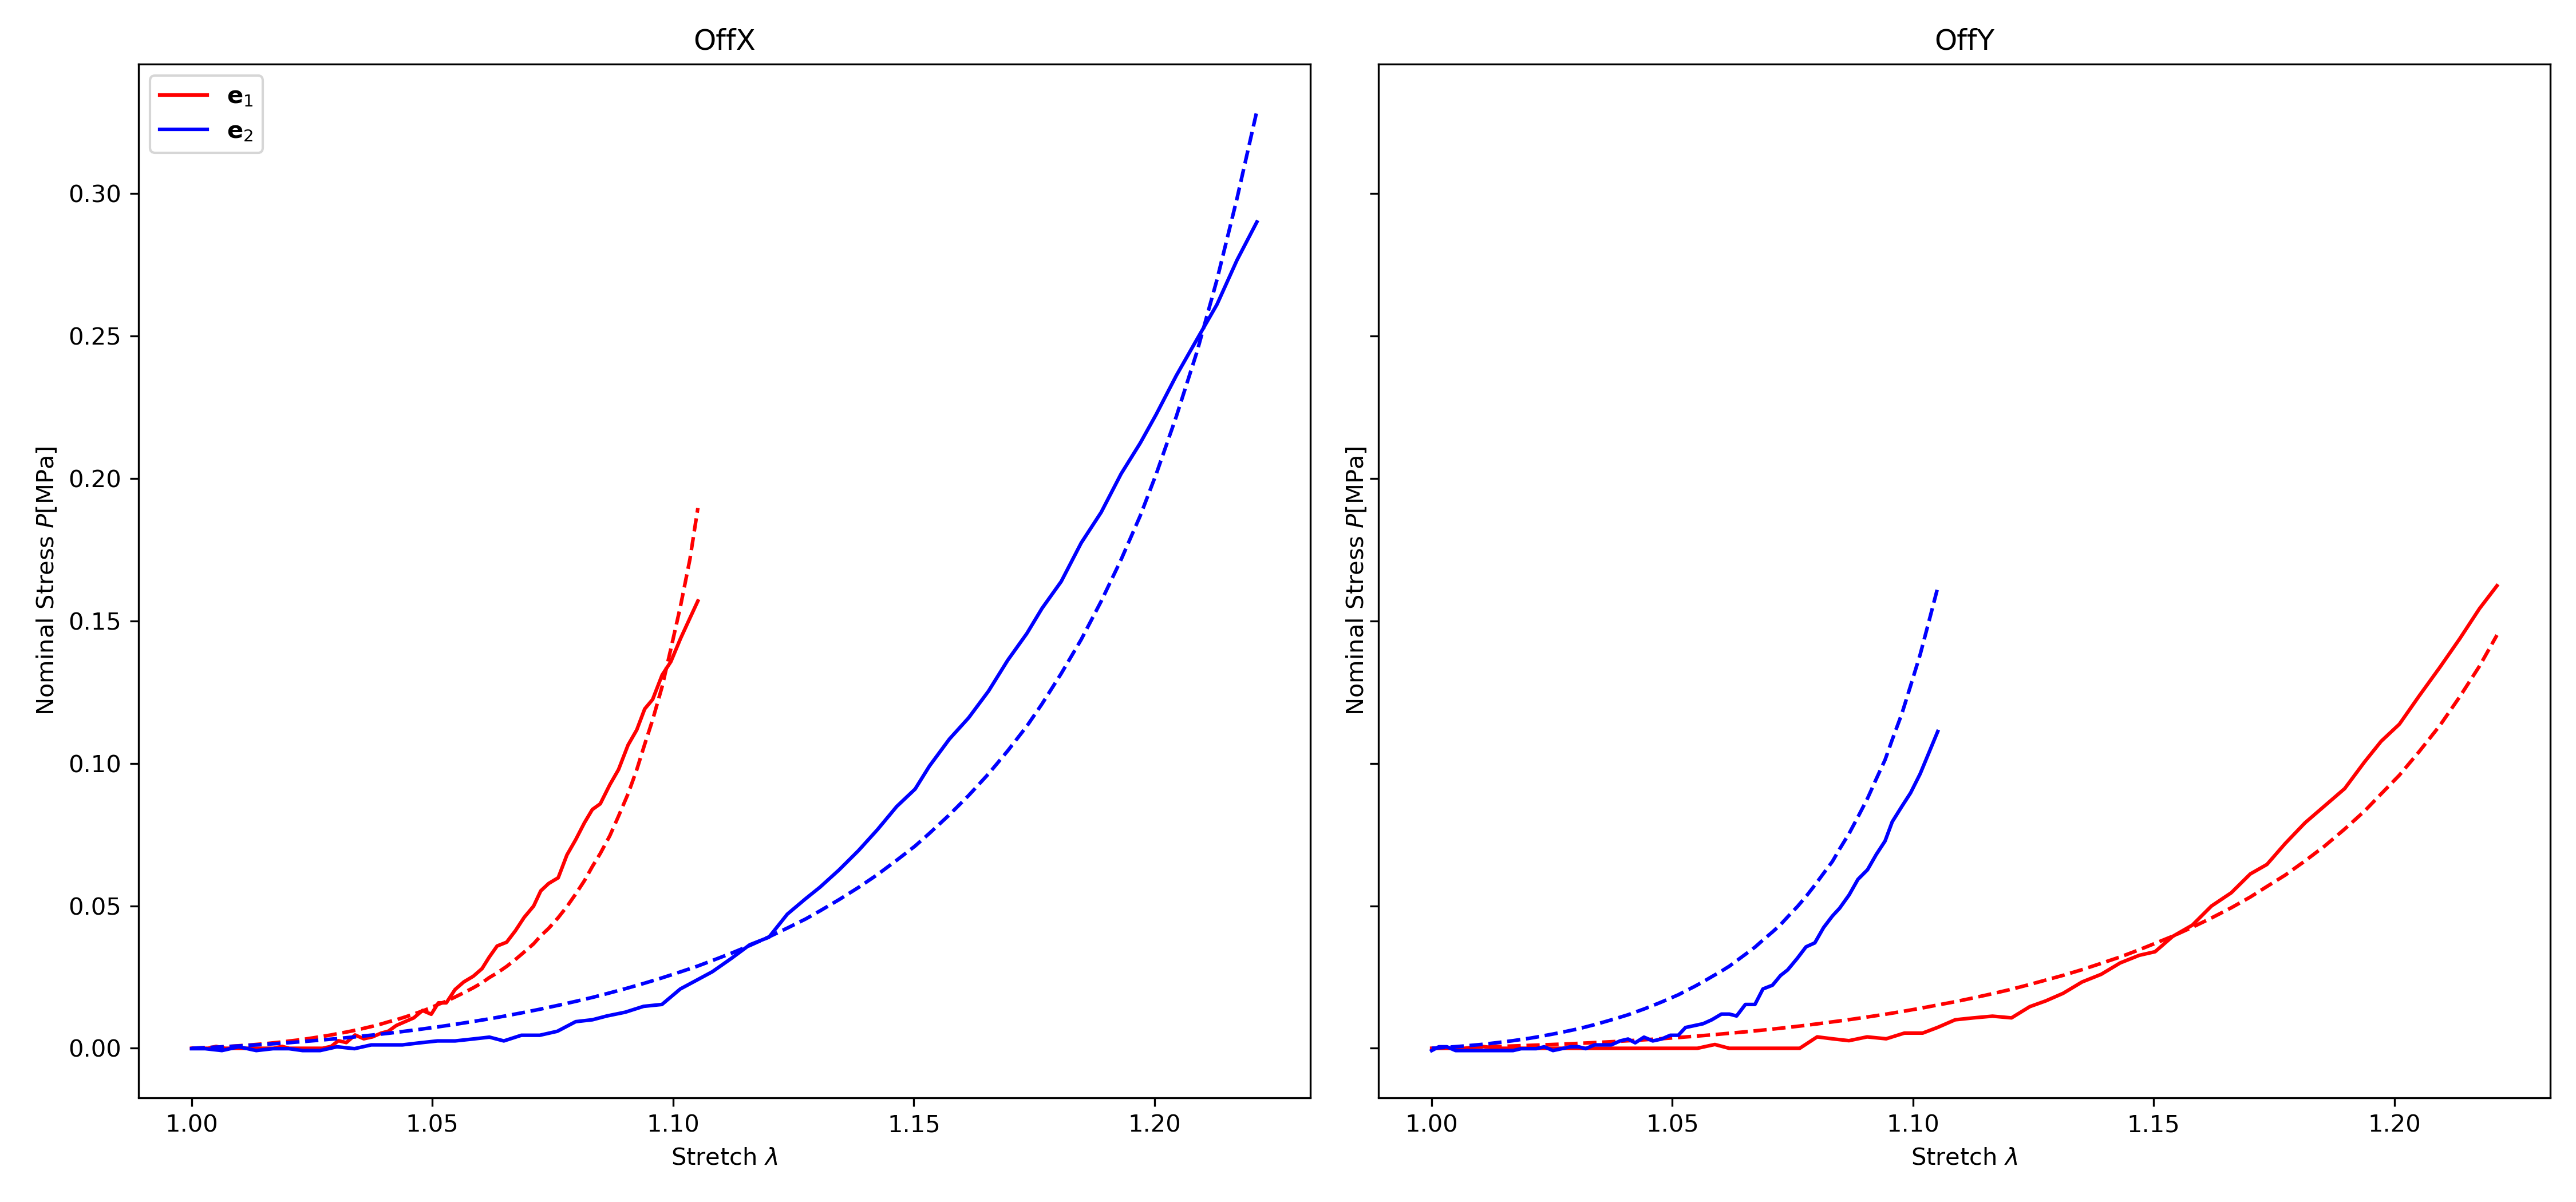 OffX
e₁
e₂
0.30
0.25
0.20
0.15
0.10
0.05
0.00
Nominal Stress P[MPa]
1.00 1.05 1.10 1.15 1.20
Stretch λ
OffY
Nominal Stress P[MPa]
1.00 1.05 1.10 1.15 1.20
Stretch λ